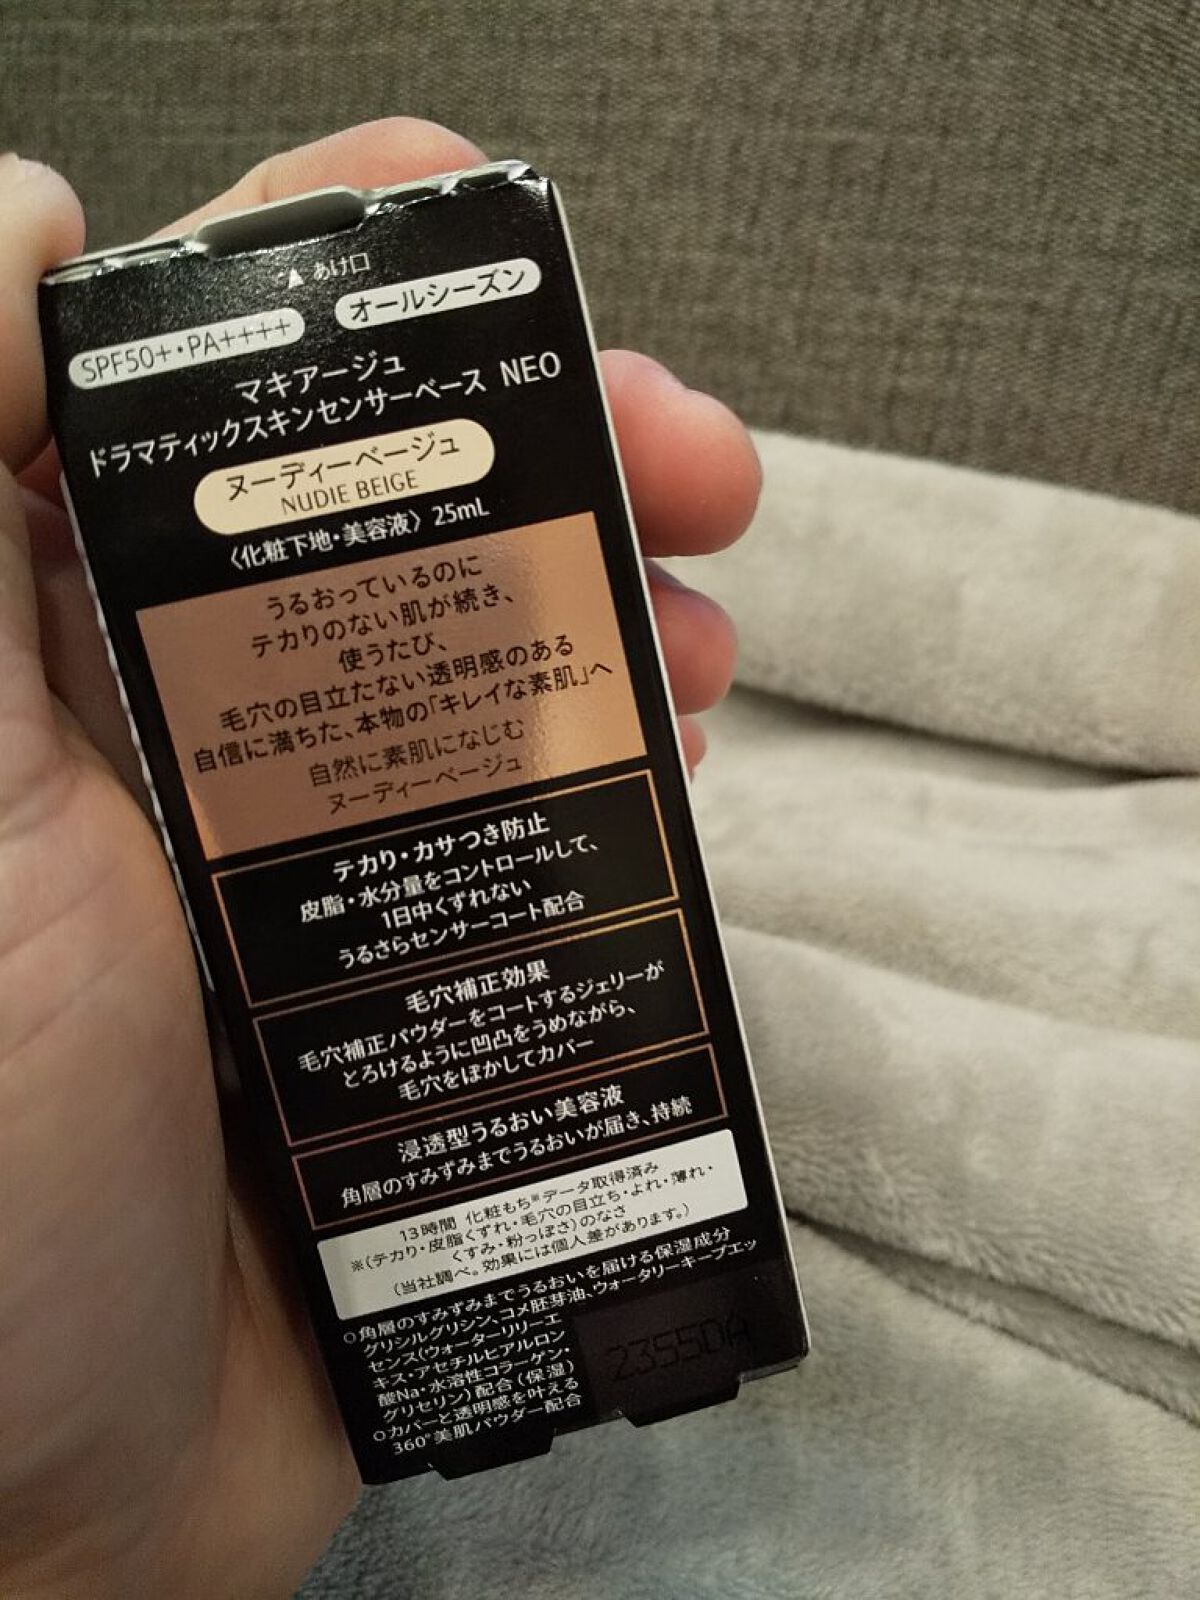 ▲ あけ口
SPF50+・PA++++
オールシーズン
マキアージュ
ドラマティックスキンセンサーベース NEO
ヌーディーベージュ
NUDIE BEIGE
〈化粧下地・美容液〉 25mL
うるおっているのに
テカりのない肌が続き、
使うたび、
毛穴の目立たない透明感のある
自信に満ちた、本物の「キレイな素肌」へ
自然に素肌になじむ
ヌーディーベージュ
テカり・カサつき防止
皮脂・水分量をコントロールして、
1日中くずれない
うるさらセンサーコート配合
毛穴補正効果
毛穴補正パウダーをコートするジェリーが
とろけるように凹凸をうめながら、
毛穴をぼかしてカバー
浸透型うるおい美容液
角層のすみずみまでうるおいが届き、持続
13時間 化粧もち※データ取得済み
※(テカり・皮脂くずれ・毛穴の目立ち・よれ・薄れ・
くすみ・粉っぽさ)のなさ
(当社調べ。効果には個人差があります。)
○角層のすみずみまでうるおいを届ける保湿成分
グリシルグリシン、コメ胚芽油、ウォータリーキープエッ
センス(ウォーターリリーエ
キス・アセチルヒアルロン
酸Na・水溶性コラーゲン・
グリセリン)配合(保湿)
○カバーと透明感を叶える
360°美肌パウダー配合
2355DA